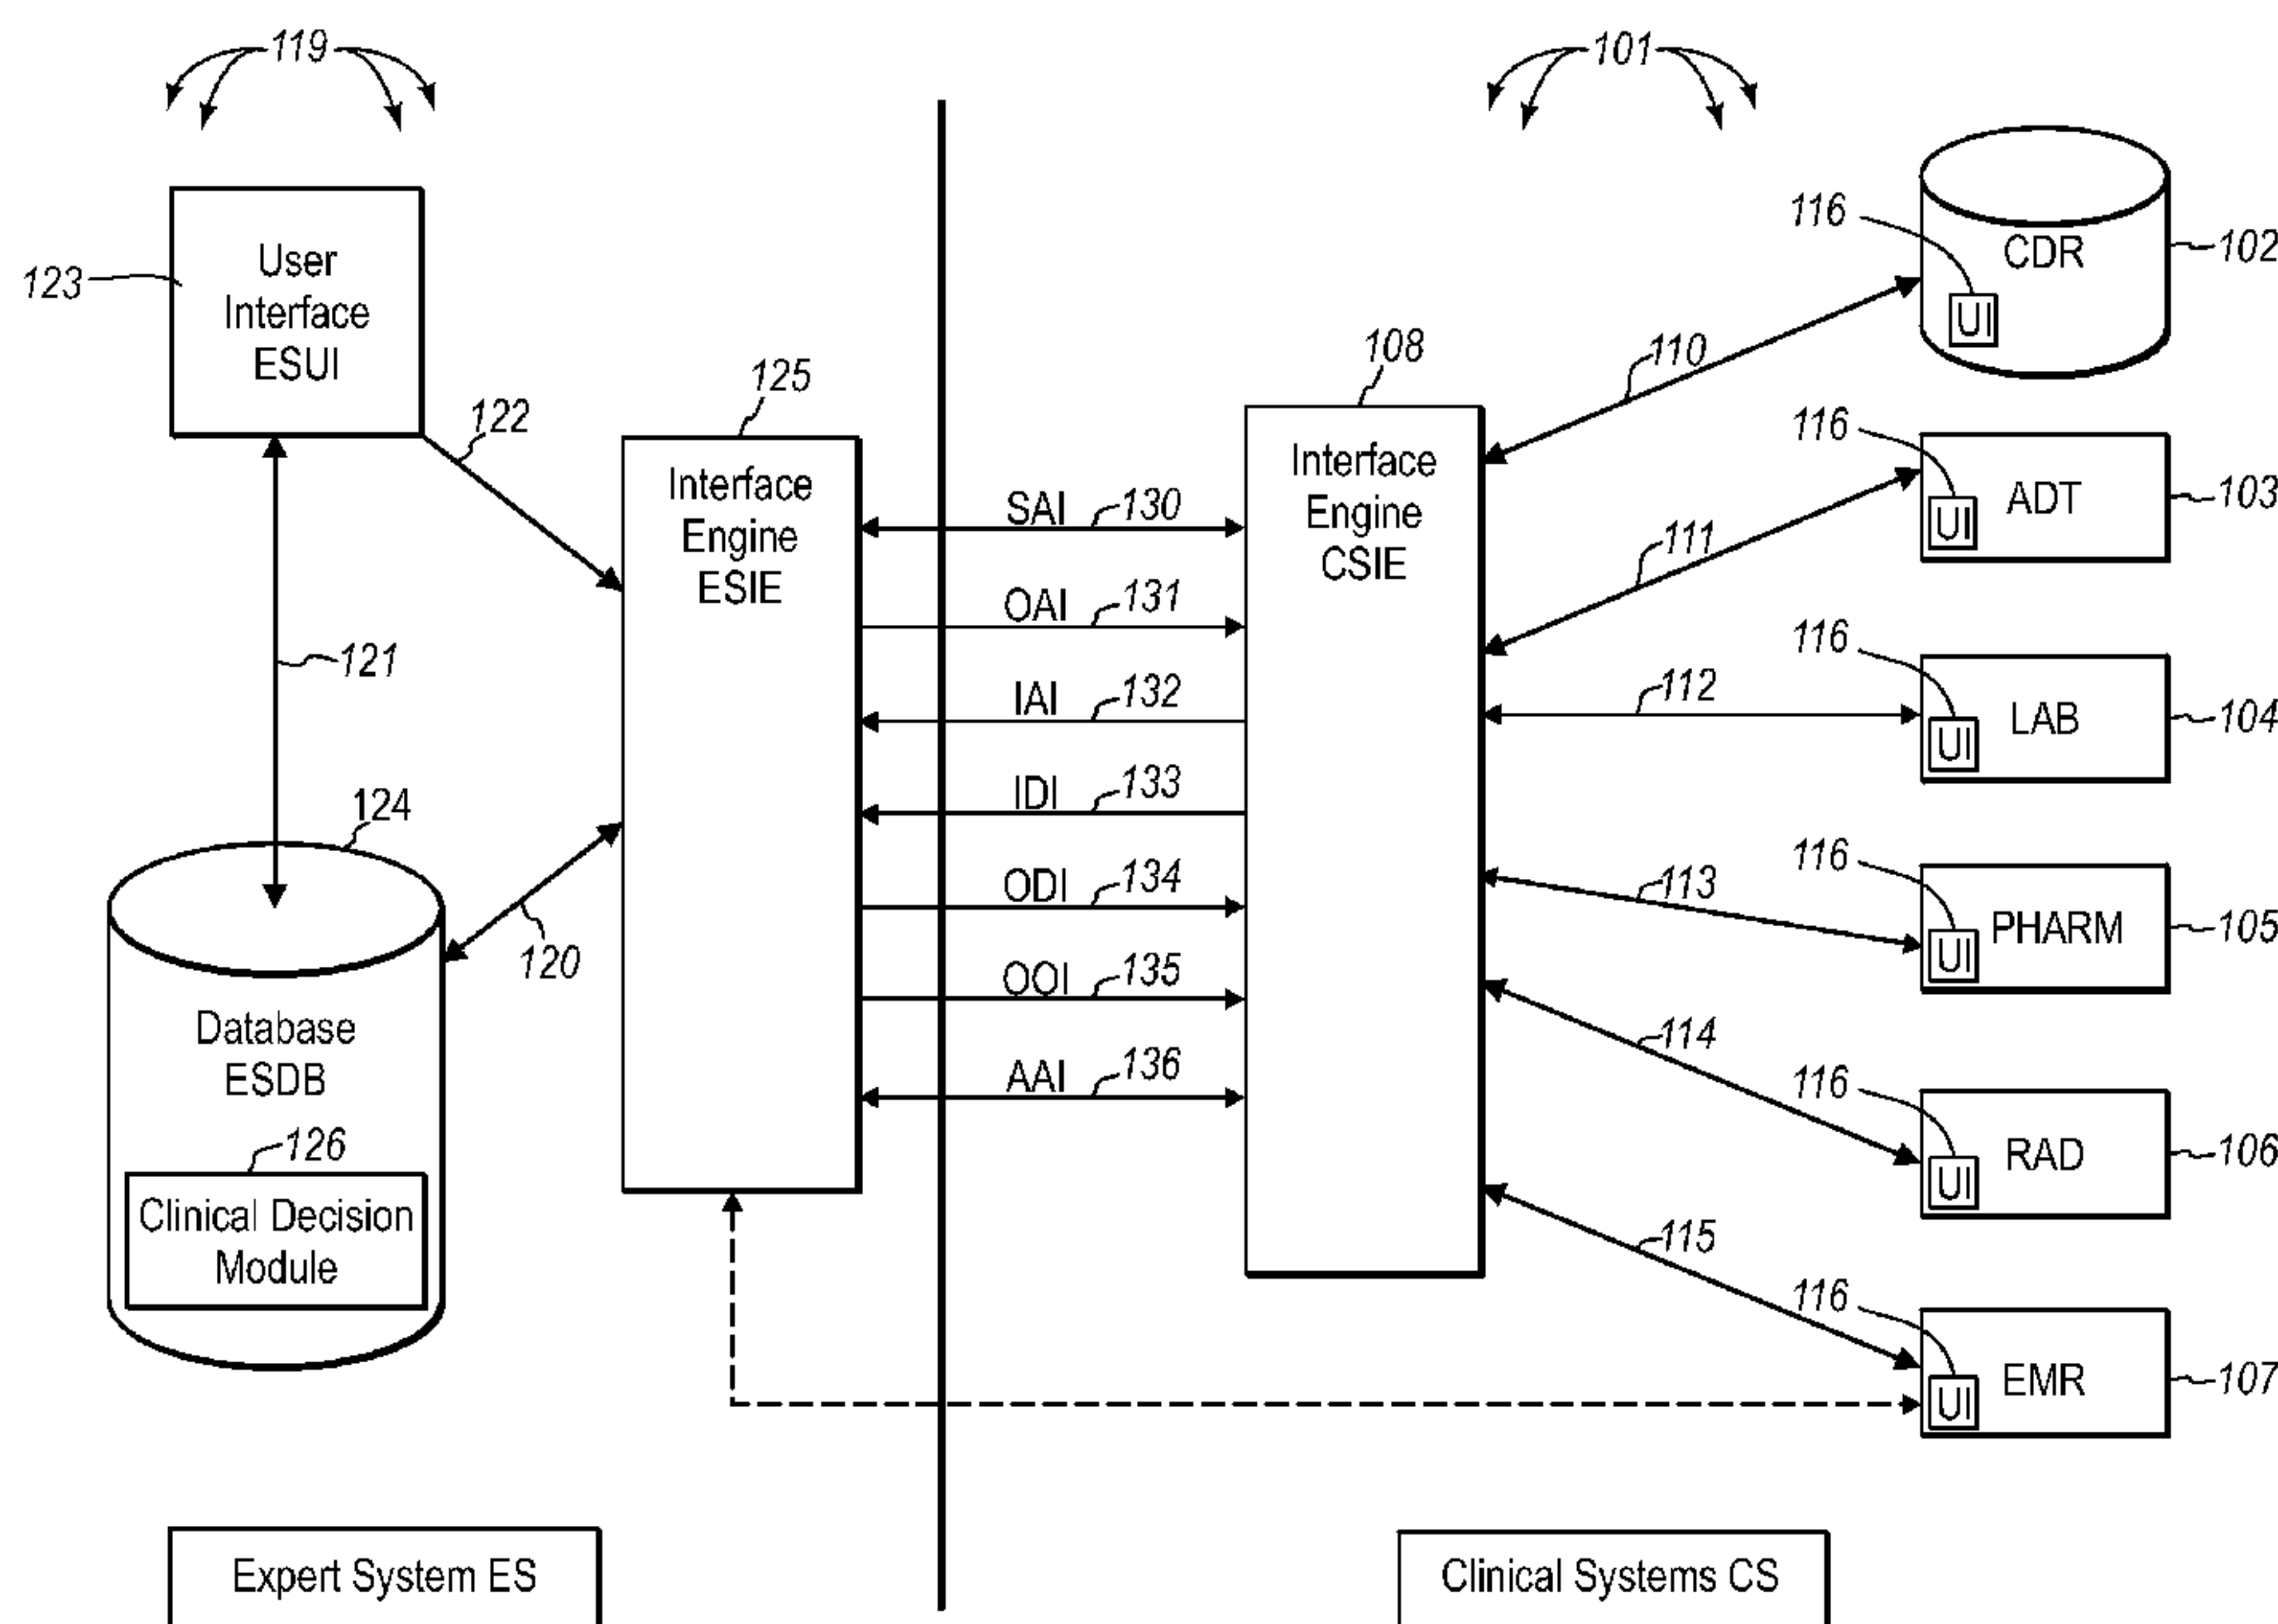 119
101
116
CDR
102
UI
User
Interface
ESUI
123
108
110
125
122
116
ADT
103
UI
Interface
Engine
ESIE
Interface
Engine
CSIE
SAI
130
111
OAI
131
121
116
LAB
104
UI
IAI
132
112
IDI
133
124
116
PHARM
105
UI
ODI
134
113
120
OOI
135
Database
ESDB
114
116
RAD
106
UI
AAI
136
126
Clinical Decision
Module
115
116
EMR
107
UI
Expert System ES
Clinical Systems CS